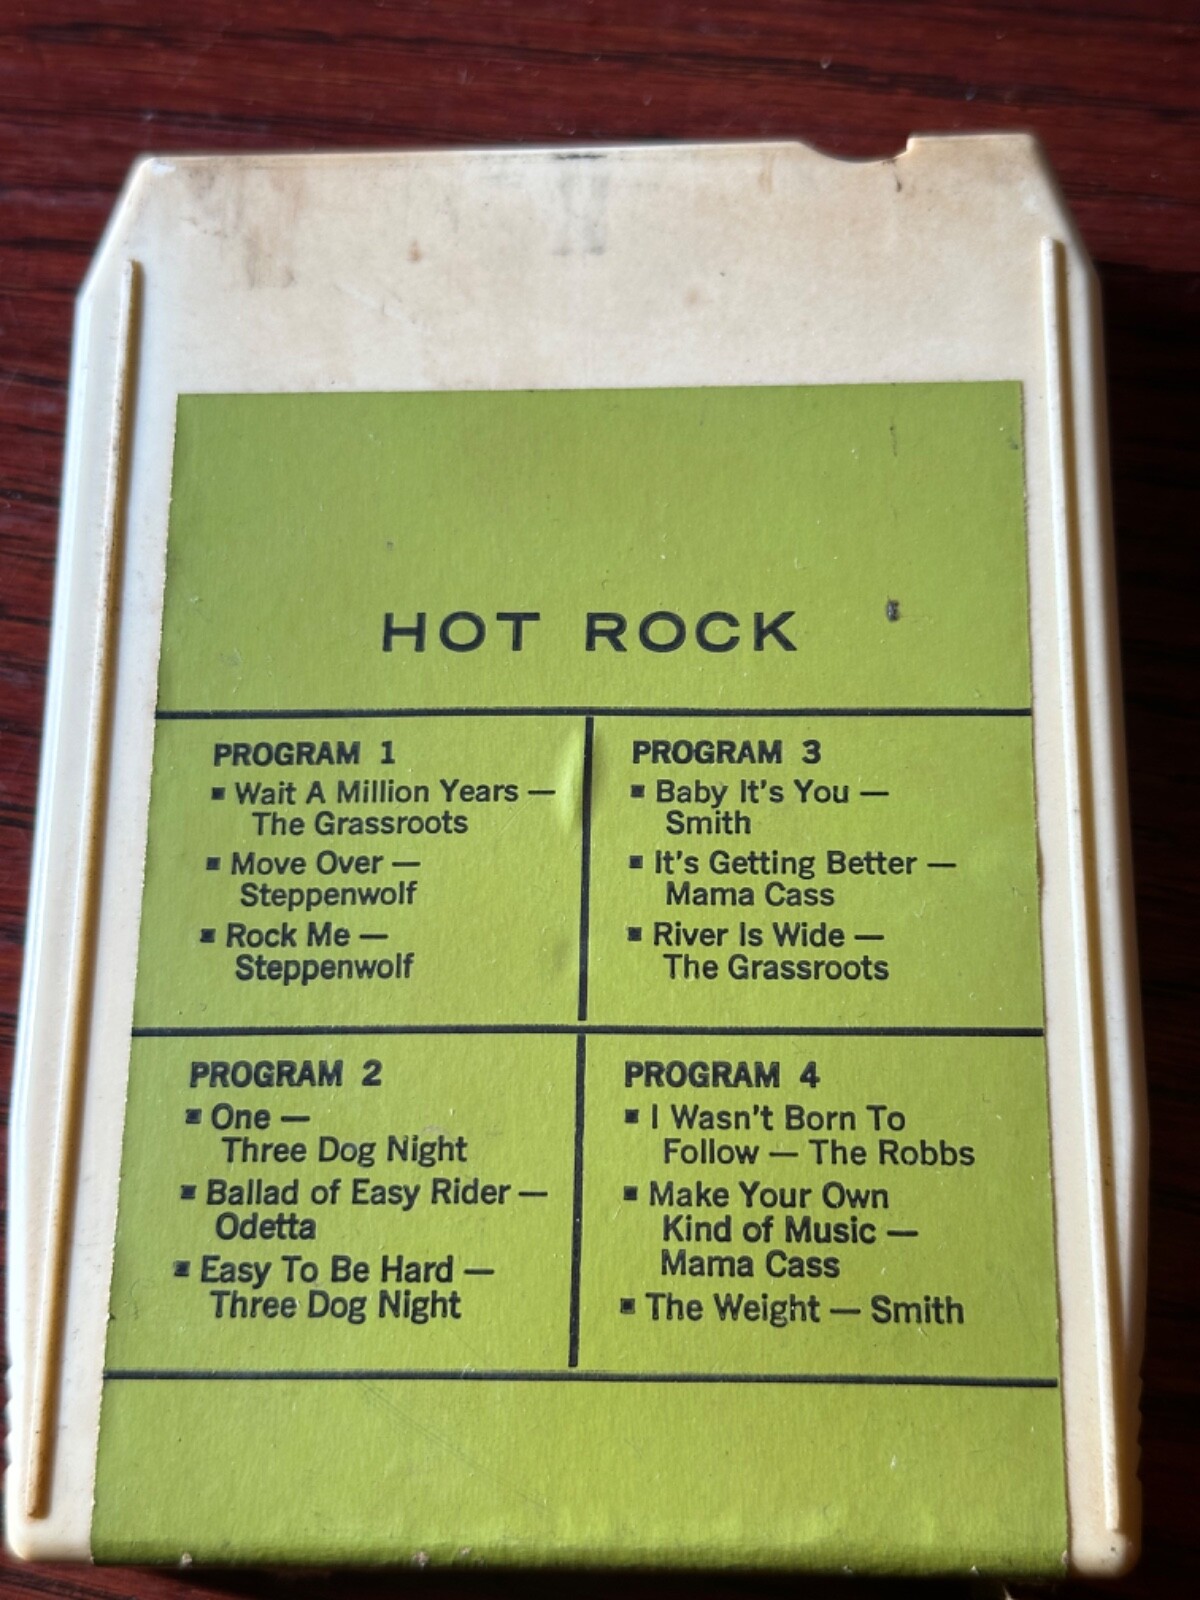 HOT ROCK
PROGRAM 1
▪ Wait A Million Years —
The Grassroots
▪ Move Over —
Steppenwolf
▪ Rock Me —
Steppenwolf
PROGRAM 3
▪ Baby It's You —
Smith
▪ It's Getting Better —
Mama Cass
▪ River Is Wide —
The Grassroots
PROGRAM 2
▪ One —
Three Dog Night
▪ Ballad of Easy Rider —
Odetta
▪ Easy To Be Hard —
Three Dog Night
PROGRAM 4
▪ I Wasn't Born To
Follow — The Robbs
▪ Make Your Own
Kind of Music —
Mama Cass
▪ The Weight — Smith